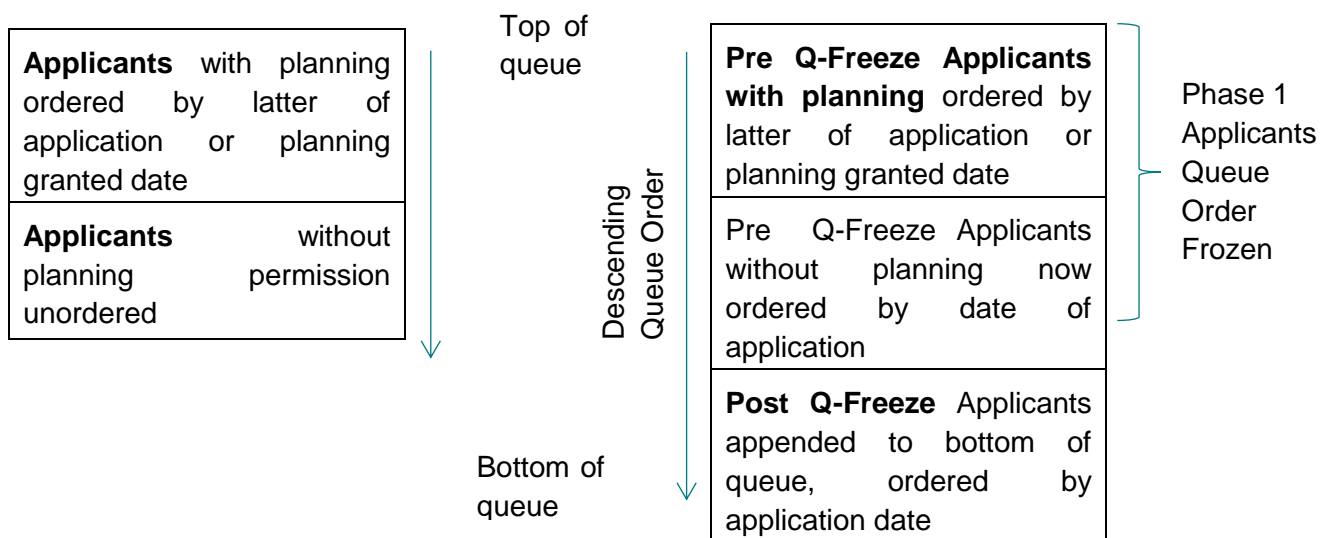 Applicants with planning
ordered by latter of
application or planning
granted date
Applicants without
planning permission
unordered
Top of
queue
Bottom of
queue
Descending
Queue Order
Pre Q-Freeze Applicants
with planning ordered by
latter of application or
planning granted date
Pre Q-Freeze Applicants
without planning now
ordered by date of
application
Post Q-Freeze Applicants
appended to bottom of
queue, ordered by
application date
Phase 1
Applicants
Queue
Order
Frozen